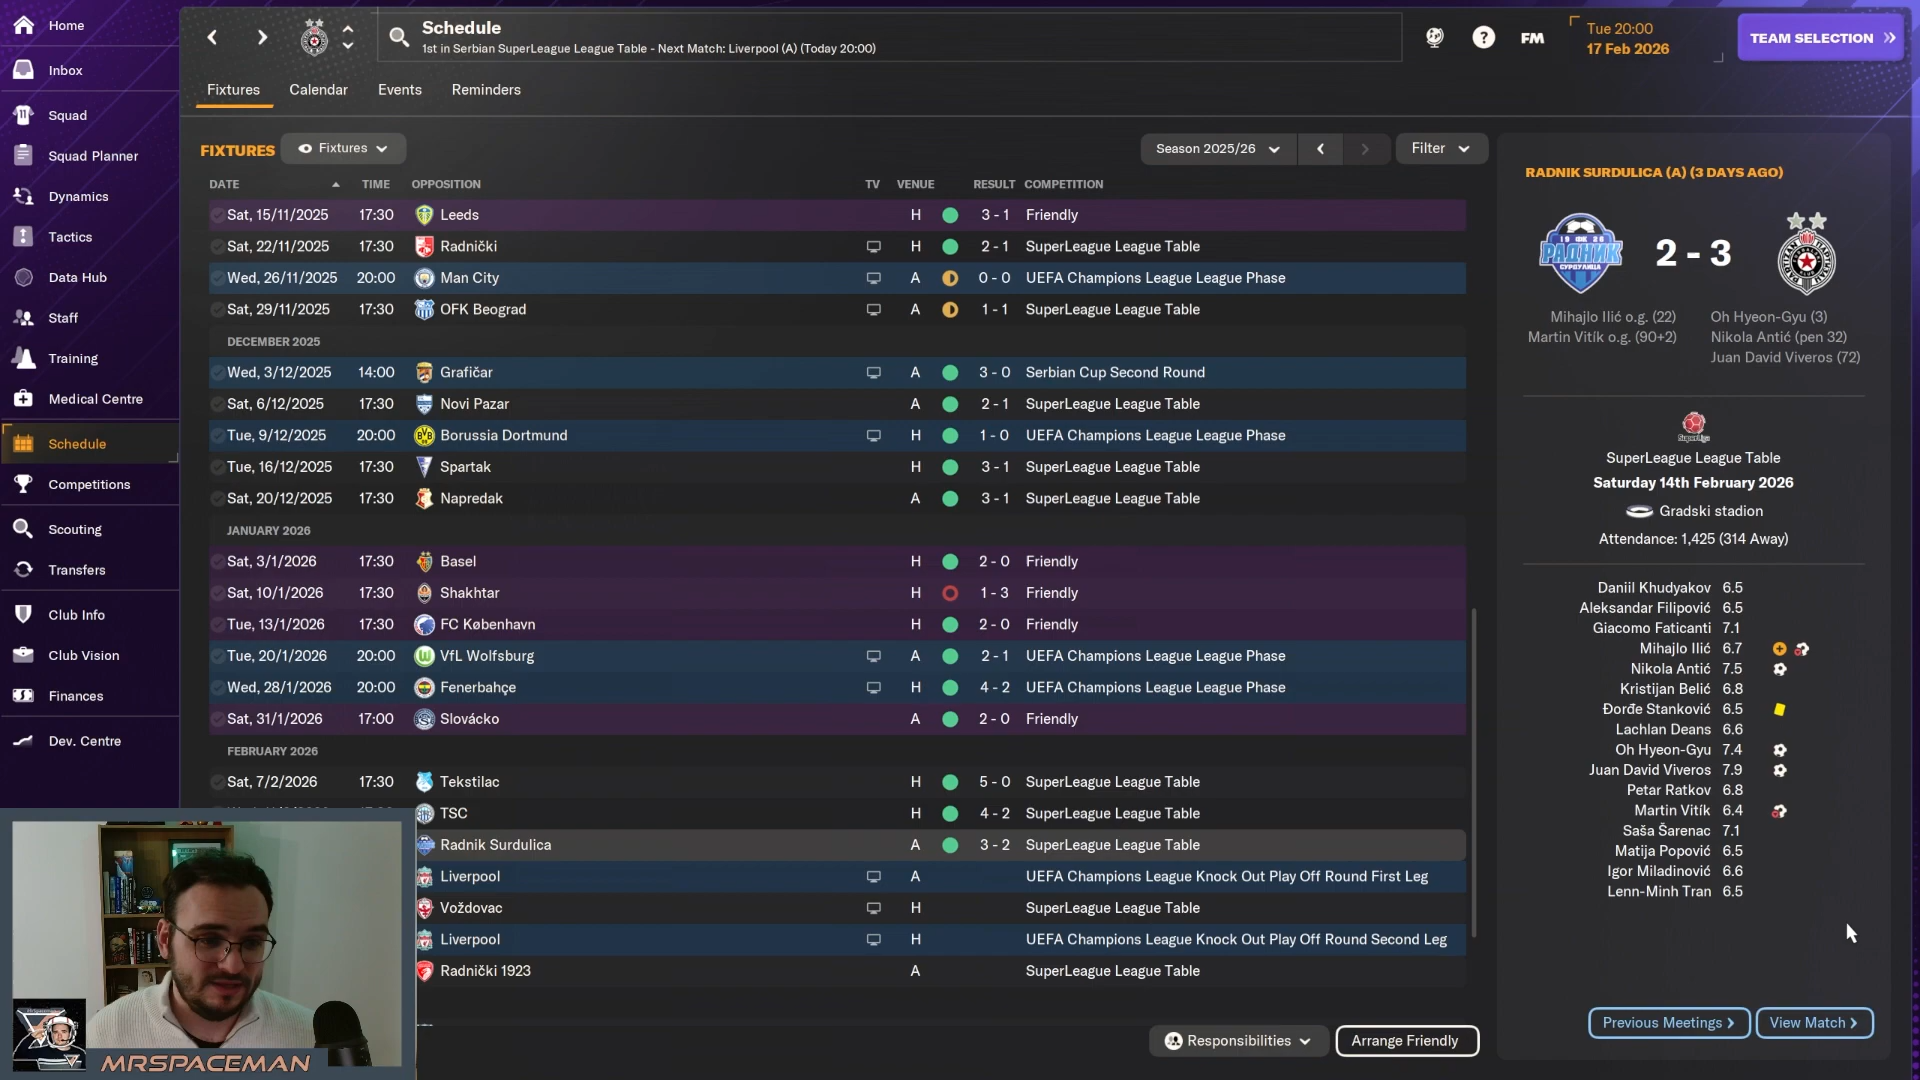 Home
Inbox
Squad
Squad Planner
Dynamics
Tactics
Data Hub
Staff
Training
Medical Centre
Schedule
Competitions
Scouting
Transfers
Club Info
Club Vision
Finances
Dev. Centre
Schedule
1st in Serbian SuperLeague League Table - Next Match: Liverpool (A) (Today 20:00)
FM
Tue 20:00
17 Feb 2026
TEAM SELECTION
Fixtures Calendar Events Reminders
FIXTURES Fixtures Season 2025/26 Filter
DATE TIME OPPOSITION TV VENUE RESULT COMPETITION
Sat, 15/11/2025 17:30 Leeds H 3 - 1 Friendly
Sat, 22/11/2025 17:30 Radnički H 2 - 1 SuperLeague League Table
Wed, 26/11/2025 20:00 Man City A 0 - 0 UEFA Champions League League Phase
Sat, 29/11/2025 17:30 OFK Beograd A 1 - 1 SuperLeague League Table
DECEMBER 2025
Wed, 3/12/2025 14:00 Grafičar A 3 - 0 Serbian Cup Second Round
Sat, 6/12/2025 17:30 Novi Pazar A 2 - 1 SuperLeague League Table
Tue, 9/12/2025 20:00 Borussia Dortmund H 1 - 0 UEFA Champions League League Phase
Tue, 16/12/2025 17:30 Spartak H 3 - 1 SuperLeague League Table
Sat, 20/12/2025 17:30 Napredak A 3 - 1 SuperLeague League Table
JANUARY 2026
Sat, 3/1/2026 17:30 Basel H 2 - 0 Friendly
Sat, 10/1/2026 17:30 Shakhtar H 1 - 3 Friendly
Tue, 13/1/2026 17:30 FC København H 2 - 0 Friendly
Tue, 20/1/2026 20:00 VfL Wolfsburg A 2 - 1 UEFA Champions League League Phase
Wed, 28/1/2026 20:00 Fenerbahçe H 4 - 2 UEFA Champions League League Phase
Sat, 31/1/2026 17:00 Slovácko A 2 - 0 Friendly
FEBRUARY 2026
Sat, 7/2/2026 17:30 Tekstilac H 5 - 0 SuperLeague League Table
TSC H 4 - 2 SuperLeague League Table
Radnik Surdulica A 3 - 2 SuperLeague League Table
Liverpool A UEFA Champions League Knock Out Play Off Round First Leg
Voždovac H SuperLeague League Table
Liverpool H UEFA Champions League Knock Out Play Off Round Second Leg
Radnički 1923 A SuperLeague League Table
Responsibilities Arrange Friendly
RADNIK SURDULICA (A) (3 DAYS AGO)
РАДНИК
СУРДУЛИЦА
2 - 3
Mihajlo Ilić o.g. (22)
Martin Vitík o.g. (90+2)
Oh Hyeon-Gyu (3)
Nikola Antić (pen 32)
Juan David Viveros (72)
SuperLeague League Table
Saturday 14th February 2026
Gradski stadion
Attendance: 1,425 (314 Away)
Daniil Khudyakov 6.5
Aleksandar Filipović 6.5
Giacomo Faticanti 7.1
Mihajlo Ilić 6.7
Nikola Antić 7.5
Kristijan Belić 6.8
Đorđe Stanković 6.5
Lachlan Deans 6.6
Oh Hyeon-Gyu 7.4
Juan David Viveros 7.9
Petar Ratkov 6.8
Martin Vitík 6.4
Saša Šarenac 7.1
Matija Popović 6.5
Igor Miladinović 6.6
Lenn-Minh Tran 6.5
Previous Meetings View Match
MRSPACEMAN